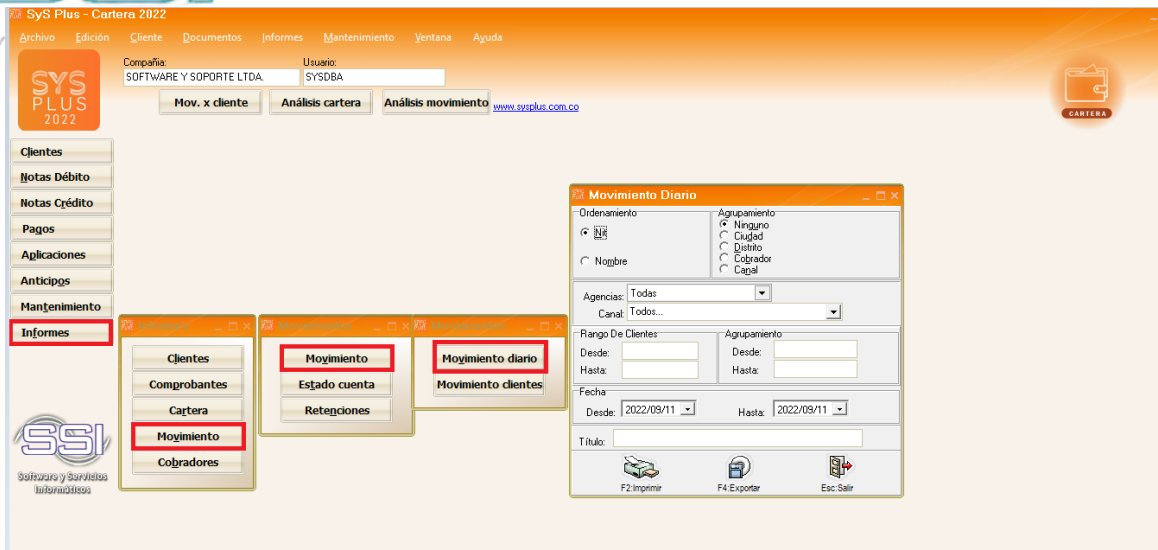 SyS Plus - Cartera 2022
Archivo Edición Cliente Documentos Informes Mantenimiento Ventana Ayuda
Compañia: Usuario:
SOFTWARE Y SOPORTE LTDA. SYSDBA
SYS
PLUS
2022
Mov. x cliente Análisis cartera Análisis movimiento www.sysplus.com.co
CARTERA
Clientes
Notas Débito
Notas Crédito
Pagos
Aplicaciones
Anticipos
Mantenimiento
Informes
Clientes
Comprobantes
Cartera
Movimiento
Cobradores
Movimiento
Estado cuenta
Retenciones
Movimiento diario
Movimiento clientes
Movimiento Diario
Ordenamiento
Nit
Nombre
Agrupamiento
Ninguno
Ciudad
Distrito
Cobrador
Canal
Agencias: Todas
Canal: Todos...
Rango De Clientes
Desde:
Hasta:
Agrupamiento
Desde:
Hasta:
Fecha
Desde: 2022/09/11 Hasta: 2022/09/11
Título:
F2:Imprimir F4:Exportar Esc:Salir
SSI
Software y Servicios
Informáticos